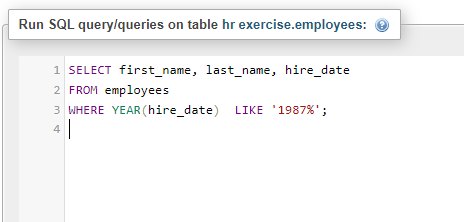 Run SQL query/queries on table hr exercise.employees:
1 SELECT first_name, last_name, hire_date
2 FROM employees
3 WHERE YEAR(hire_date)  LIKE '1987%';
4